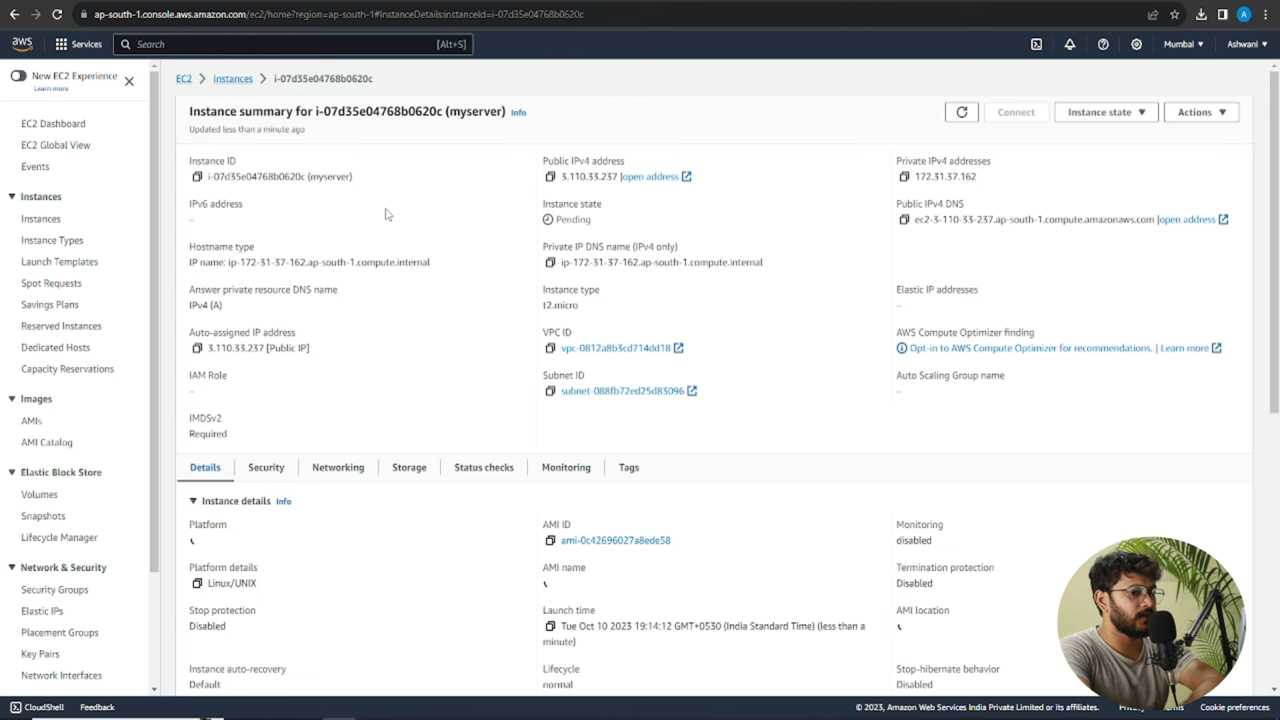 ap-south-1.console.aws.amazon.com/ec2/home?region=ap-south-1#InstanceDetails:instanceId=i-07d35e04768b0620c
A
aws
Services
Search
[Alt+S]
Mumbai
Ashwani
New EC2 Experience
Learn more
EC2 Dashboard
EC2 Global View
Events
Instances
Instances
Instance Types
Launch Templates
Spot Requests
Savings Plans
Reserved Instances
Dedicated Hosts
Capacity Reservations
Images
AMIs
AMI Catalog
Elastic Block Store
Volumes
Snapshots
Lifecycle Manager
Network & Security
Security Groups
Elastic IPs
Placement Groups
Key Pairs
Network Interfaces
EC2 > Instances > i-07d35e04768b0620c
Instance summary for i-07d35e04768b0620c (myserver) Info
Updated less than a minute ago
Connect
Instance state
Actions
Instance ID
i-07d35e04768b0620c (myserver)
Public IPv4 address
3.110.33.237 |open address
Private IPv4 addresses
172.31.37.162
IPv6 address
–
Instance state
Pending
Public IPv4 DNS
ec2-3-110-33-237.ap-south-1.compute.amazonaws.com |open address
Hostname type
IP name: ip-172-31-37-162.ap-south-1.compute.internal
Private IP DNS name (IPv4 only)
ip-172-31-37-162.ap-south-1.compute.internal
Answer private resource DNS name
IPv4 (A)
Instance type
t2.micro
Elastic IP addresses
–
Auto-assigned IP address
3.110.33.237 [Public IP]
VPC ID
vpc-0812a8b3cd714dd18
AWS Compute Optimizer finding
Opt-in to AWS Compute Optimizer for recommendations. | Learn more
IAM Role
–
Subnet ID
subnet-088fb72ed25d83096
Auto Scaling Group name
–
IMDSv2
Required
Details
Security
Networking
Storage
Status checks
Monitoring
Tags
Instance details Info
Platform
AMI ID
ami-0c42696027a8ede58
Monitoring
disabled
Platform details
Linux/UNIX
AMI name
Termination protection
Disabled
Stop protection
Disabled
Launch time
Tue Oct 10 2023 19:14:12 GMT+0530 (India Standard Time) (less than a
minute)
AMI location
Instance auto-recovery
Default
Lifecycle
normal
Stop-hibernate behavior
Disabled
CloudShell
Feedback
© 2023, Amazon Web Services India Private Limited or its affiliates.
Cookie preferences